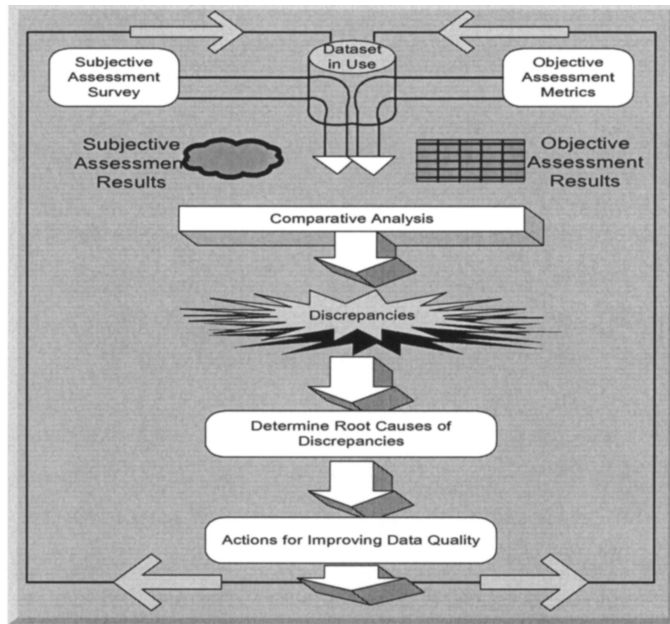 Dataset
in Use
Subjective
Assessment
Survey
Objective
Assessment
Metrics
Subjective
Assessment
Results
Objective
Assessment
Results
Comparative Analysis
Discrepancies
Determine Root Causes of
Discrepancies
Actions for Improving Data Quality